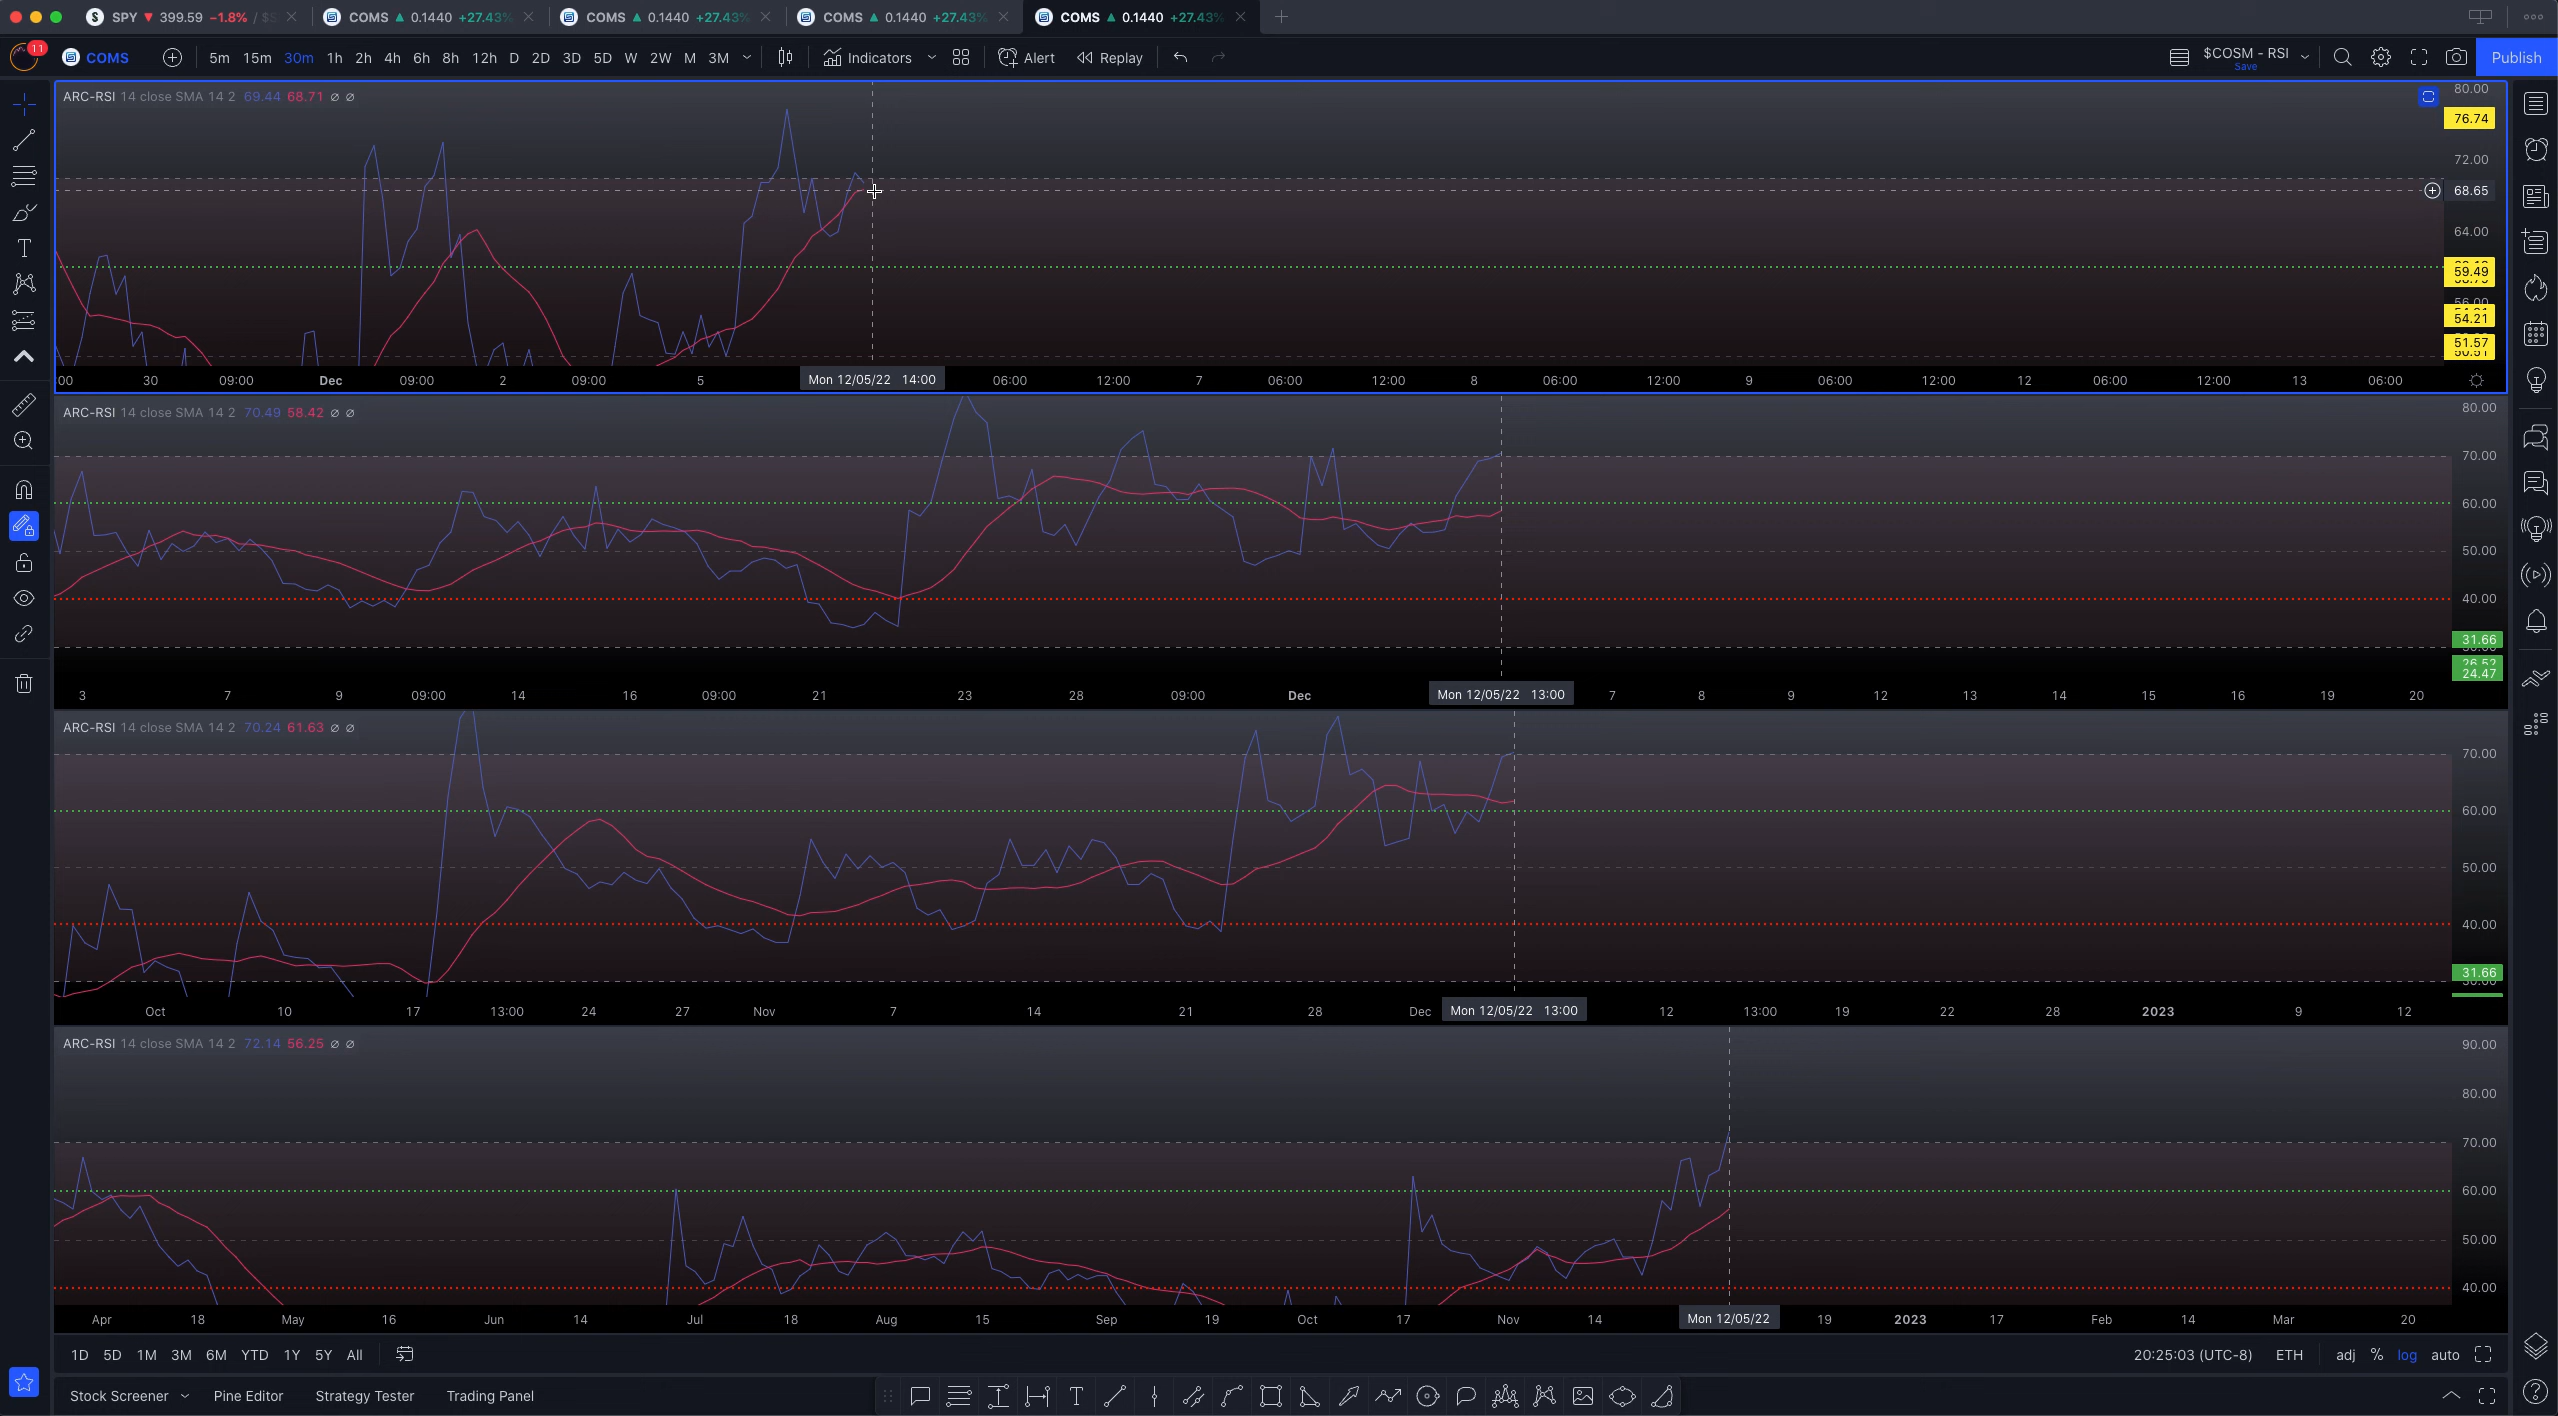 SPY ▼ 399.59 −1.8% / $S
COMS ▲ 0.1440 +27.43%
COMS ▲ 0.1440 +27.43%
COMS ▲ 0.1440 +27.43%
COMS ▲ 0.1440 +27.43%
11 COMS 5m 15m 30m 1h 2h 4h 6h 8h 12h D 2D 3D 5D W 2W M 3M Indicators Alert Replay $COSM - RSI Save Publish
ARC-RSI 14 close SMA 14 2 69.44 68.71 ∅ ∅
80.00
76.74
72.00
68.65
64.00
59.49
56.00
54.21
51.57
:00 30 09:00 Dec 09:00 2 09:00 5 Mon 12/05/22 14:00 06:00 12:00 7 06:00 12:00 8 06:00 12:00 9 06:00 12:00 12 06:00 12:00 13 06:00
ARC-RSI 14 close SMA 14 2 70.49 58.42 ∅ ∅
80.00
70.00
60.00
50.00
40.00
31.66
26.52
24.47
3 7 9 09:00 14 16 09:00 21 23 28 09:00 Dec Mon 12/05/22 13:00 7 8 9 12 13 14 15 16 19 20
ARC-RSI 14 close SMA 14 2 70.24 61.63 ∅ ∅
70.00
60.00
50.00
40.00
31.66
30.00
Oct 10 17 13:00 24 27 Nov 7 14 21 28 Dec Mon 12/05/22 13:00 12 13:00 19 22 28 2023 9 12
ARC-RSI 14 close SMA 14 2 72.14 56.25 ∅ ∅
90.00
80.00
70.00
60.00
50.00
40.00
Apr 18 May 16 Jun 14 Jul 18 Aug 15 Sep 19 Oct 17 Nov 14 Mon 12/05/22 19 2023 17 Feb 14 Mar 20
1D 5D 1M 3M 6M YTD 1Y 5Y All 20:25:03 (UTC-8) ETH adj % log auto
Stock Screener Pine Editor Strategy Tester Trading Panel